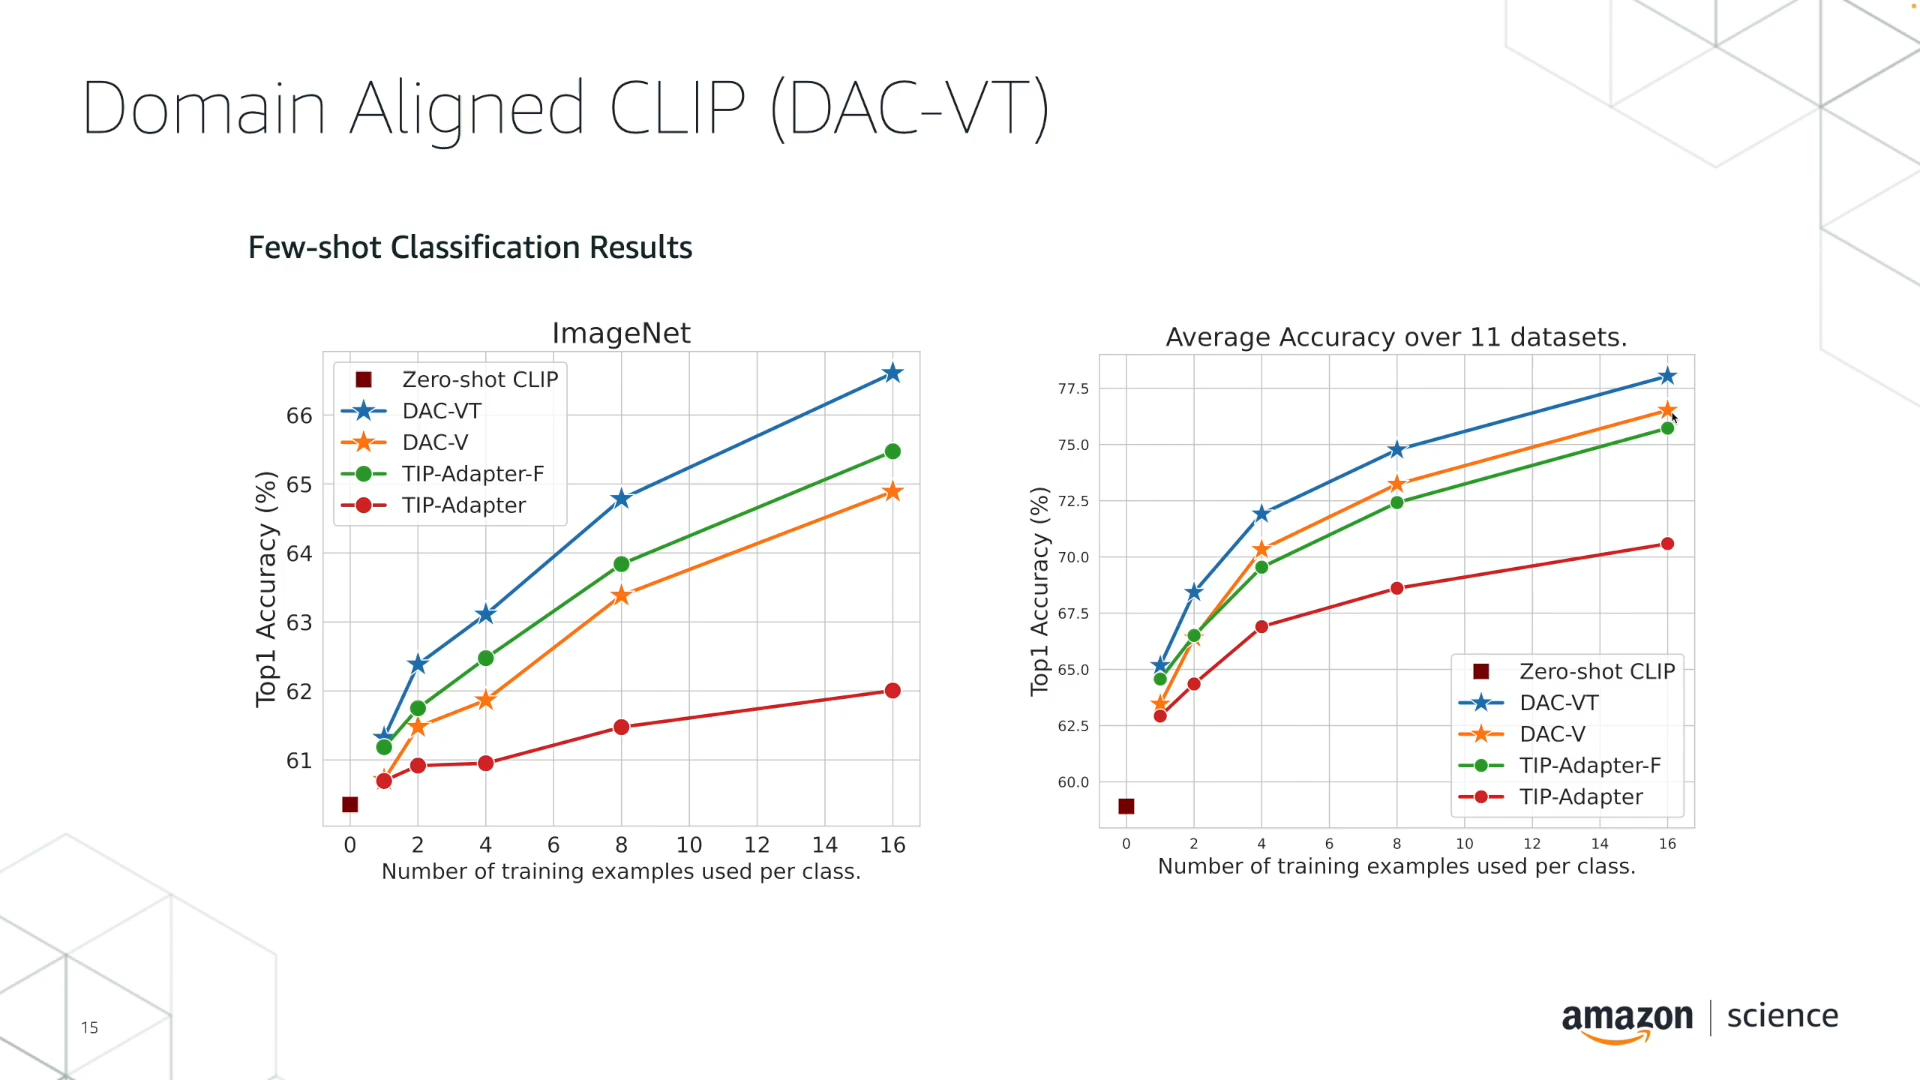 Domain Aligned CLIP (DAC-VT)
Few-shot Classification Results
ImageNet
Zero-shot CLIP
DAC-VT
DAC-V
TIP-Adapter-F
TIP-Adapter
66
65
64
63
62
61
Top1 Accuracy (%)
0 2 4 6 8 10 12 14 16
Number of training examples used per class.
Average Accuracy over 11 datasets.
77.5
75.0
72.5
70.0
67.5
65.0
62.5
60.0
Top1 Accuracy (%)
Zero-shot CLIP
DAC-VT
DAC-V
TIP-Adapter-F
TIP-Adapter
0 2 4 6 8 10 12 14 16
Number of training examples used per class.
15
amazon | science